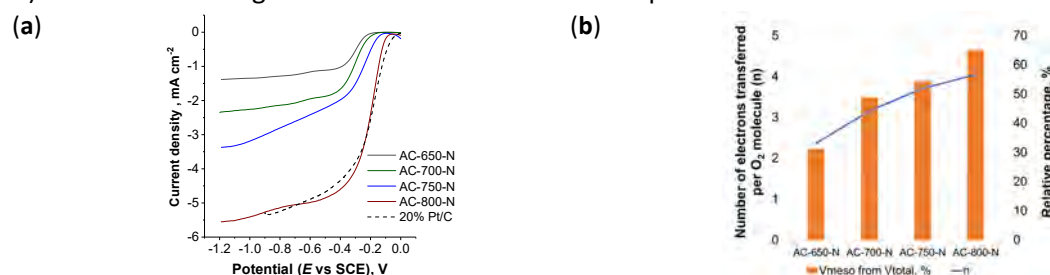 (a)
(b)
0
-1
-2
-3
-4
-5
-6
Current density , mA cm⁻²
AC-650-N
AC-700-N
AC-750-N
AC-800-N
20% Pt/C
-1.2 -1.0 -0.8 -0.6 -0.4 -0.2 0.0
Potential (E vs SCE), V
Number of electrons transferred
per O₂ molecule (n)
5
4
3
2
1
0
70
60
50
40
30
20
10
0
Relative percentage, %
AC-650-N AC-700-N AC-750-N AC-800-N
Vmeso from Vtotal, % n